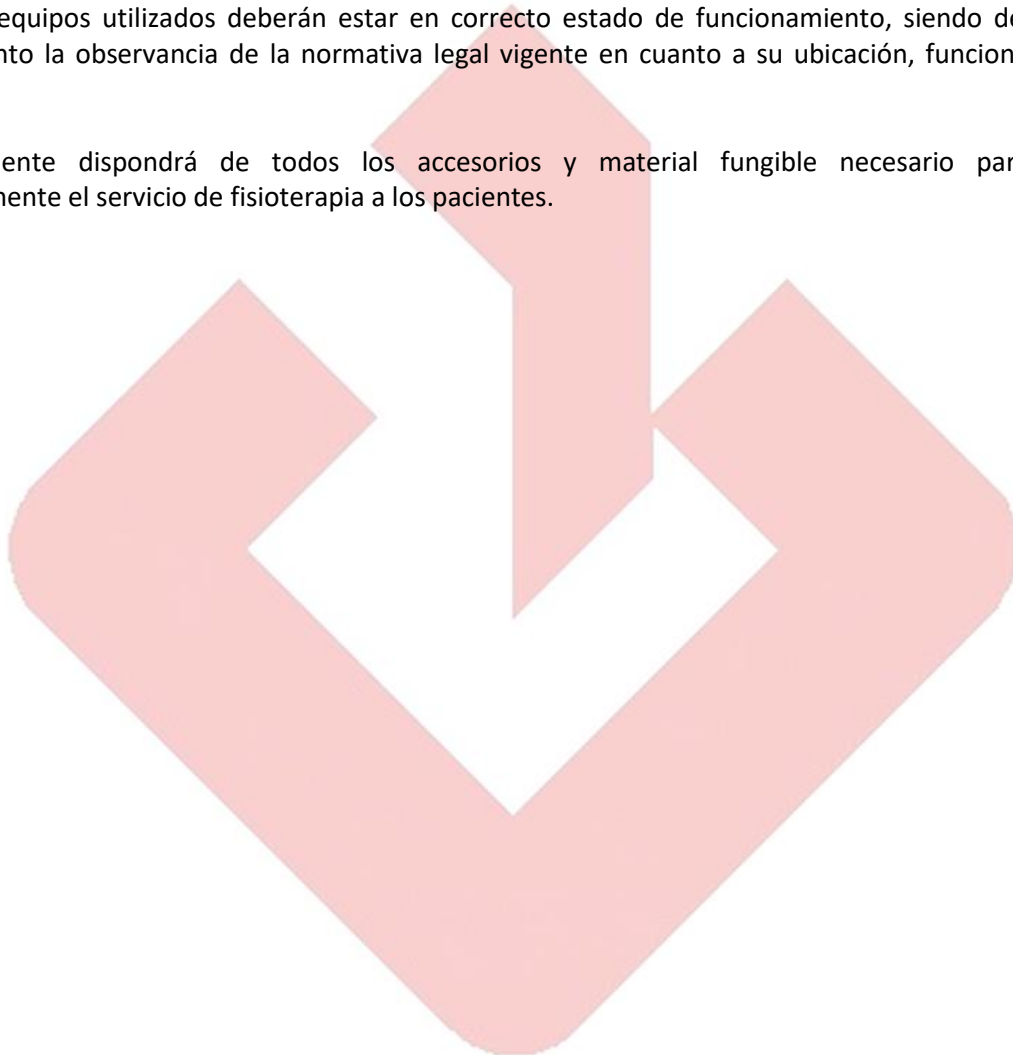 equipos utilizados deberán estar en correcto estado de funcionamiento, siendo de
nto la observancia de la normativa legal vigente en cuanto a su ubicación, funcion
ente dispondrá de todos los accesorios y material fungible necesario par
mente el servicio de fisioterapia a los pacientes.